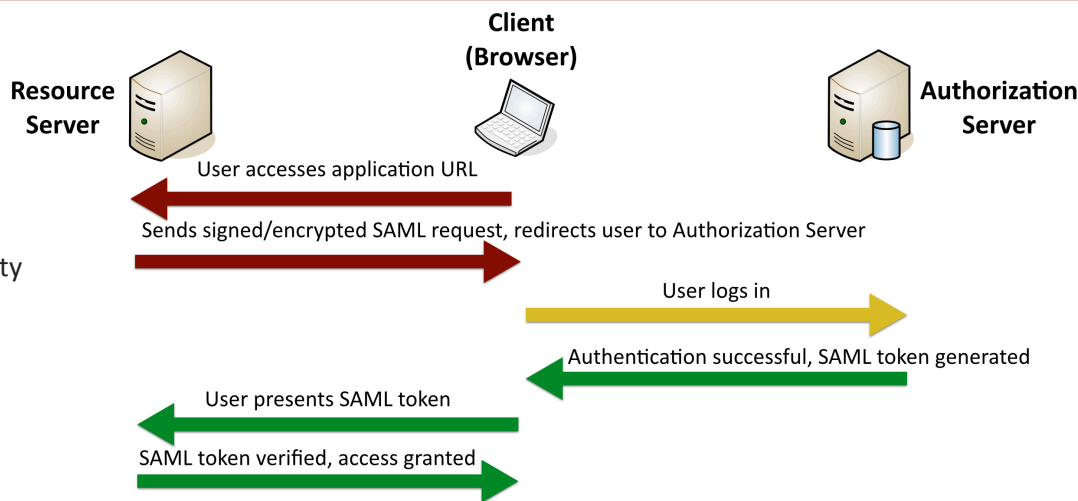 Client
(Browser)
Resource
Server
Authorization
Server
User accesses application URL
Sends signed/encrypted SAML request, redirects user to Authorization Server
ty
User logs in
Authentication successful, SAML token generated
User presents SAML token
SAML token verified, access granted